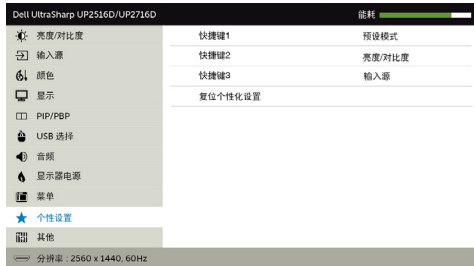 Dell UltraSharp UP2516D/UP2716D 能耗
亮度/对比度 快捷键1 预设模式
输入源 快捷键2 亮度/对比度
颜色 快捷键3 输入源
显示 复位个性化设置
PIP/PBP
USB 选择
音频
显示器电源
菜单
个性设置
其他
分辨率 : 2560 x 1440, 60Hz